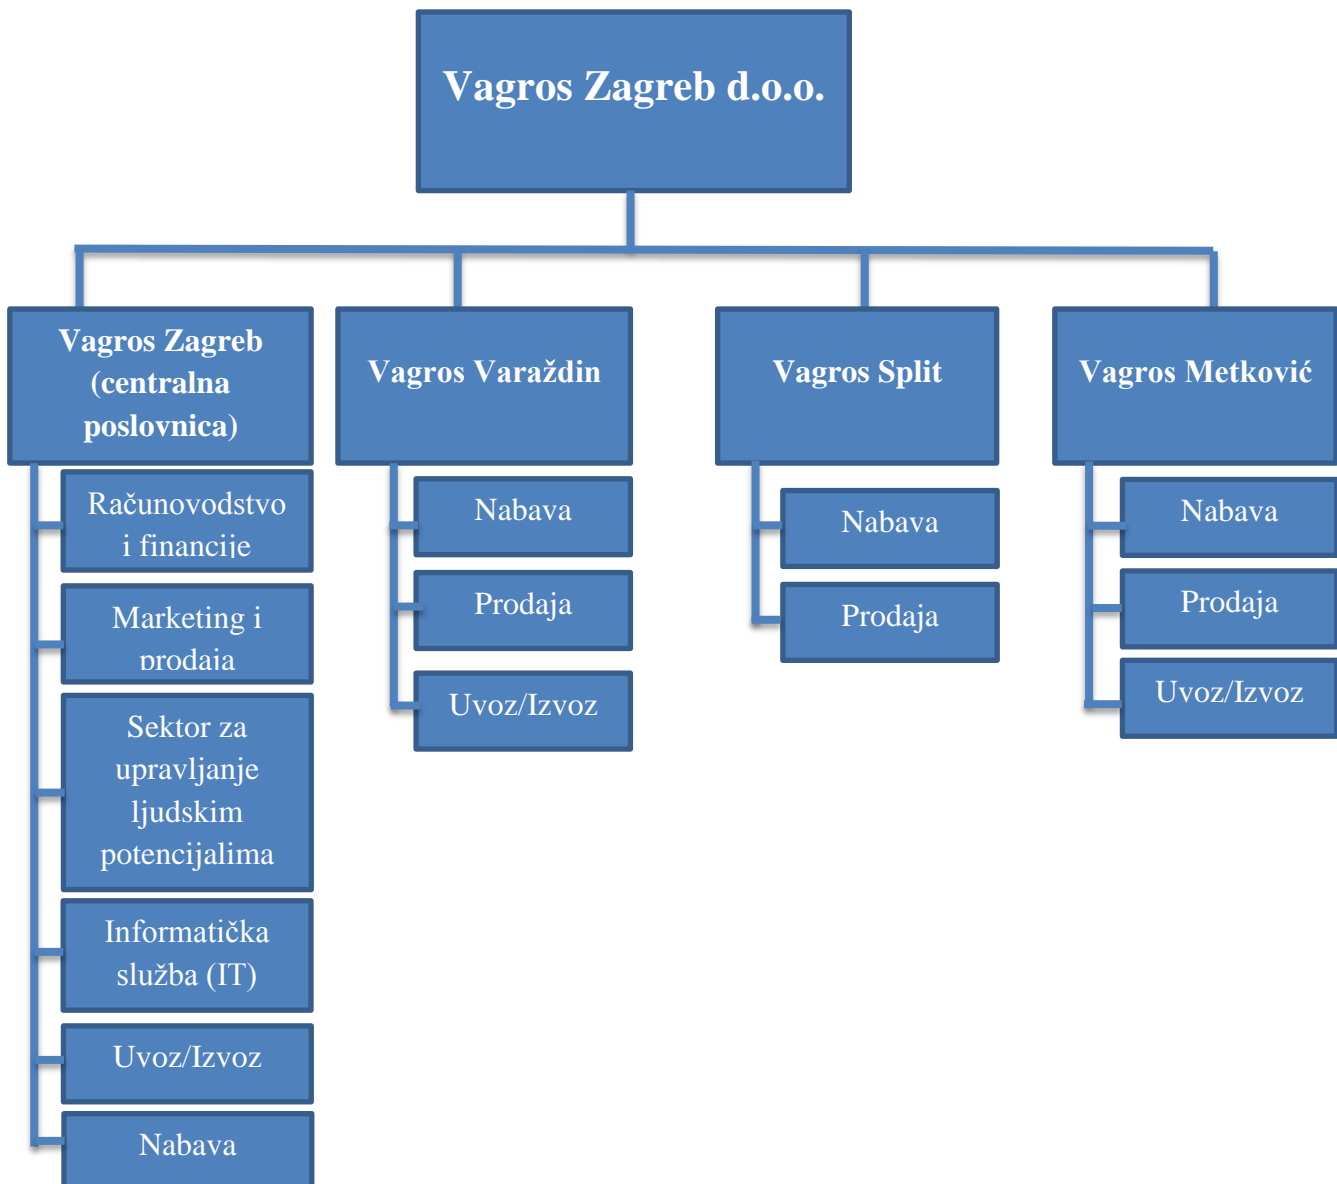 Vagros Zagreb d.o.o.
Vagros Zagreb
(centralna
poslovnica)
Računovodstvo
i financije
Marketing i
prodaja
Sektor za
upravljanje
ljudskim
potencijalima
Informatička
služba (IT)
Uvoz/Izvoz
Nabava
Vagros Varaždin
Nabava
Prodaja
Uvoz/Izvoz
Vagros Split
Nabava
Prodaja
Vagros Metković
Nabava
Prodaja
Uvoz/Izvoz